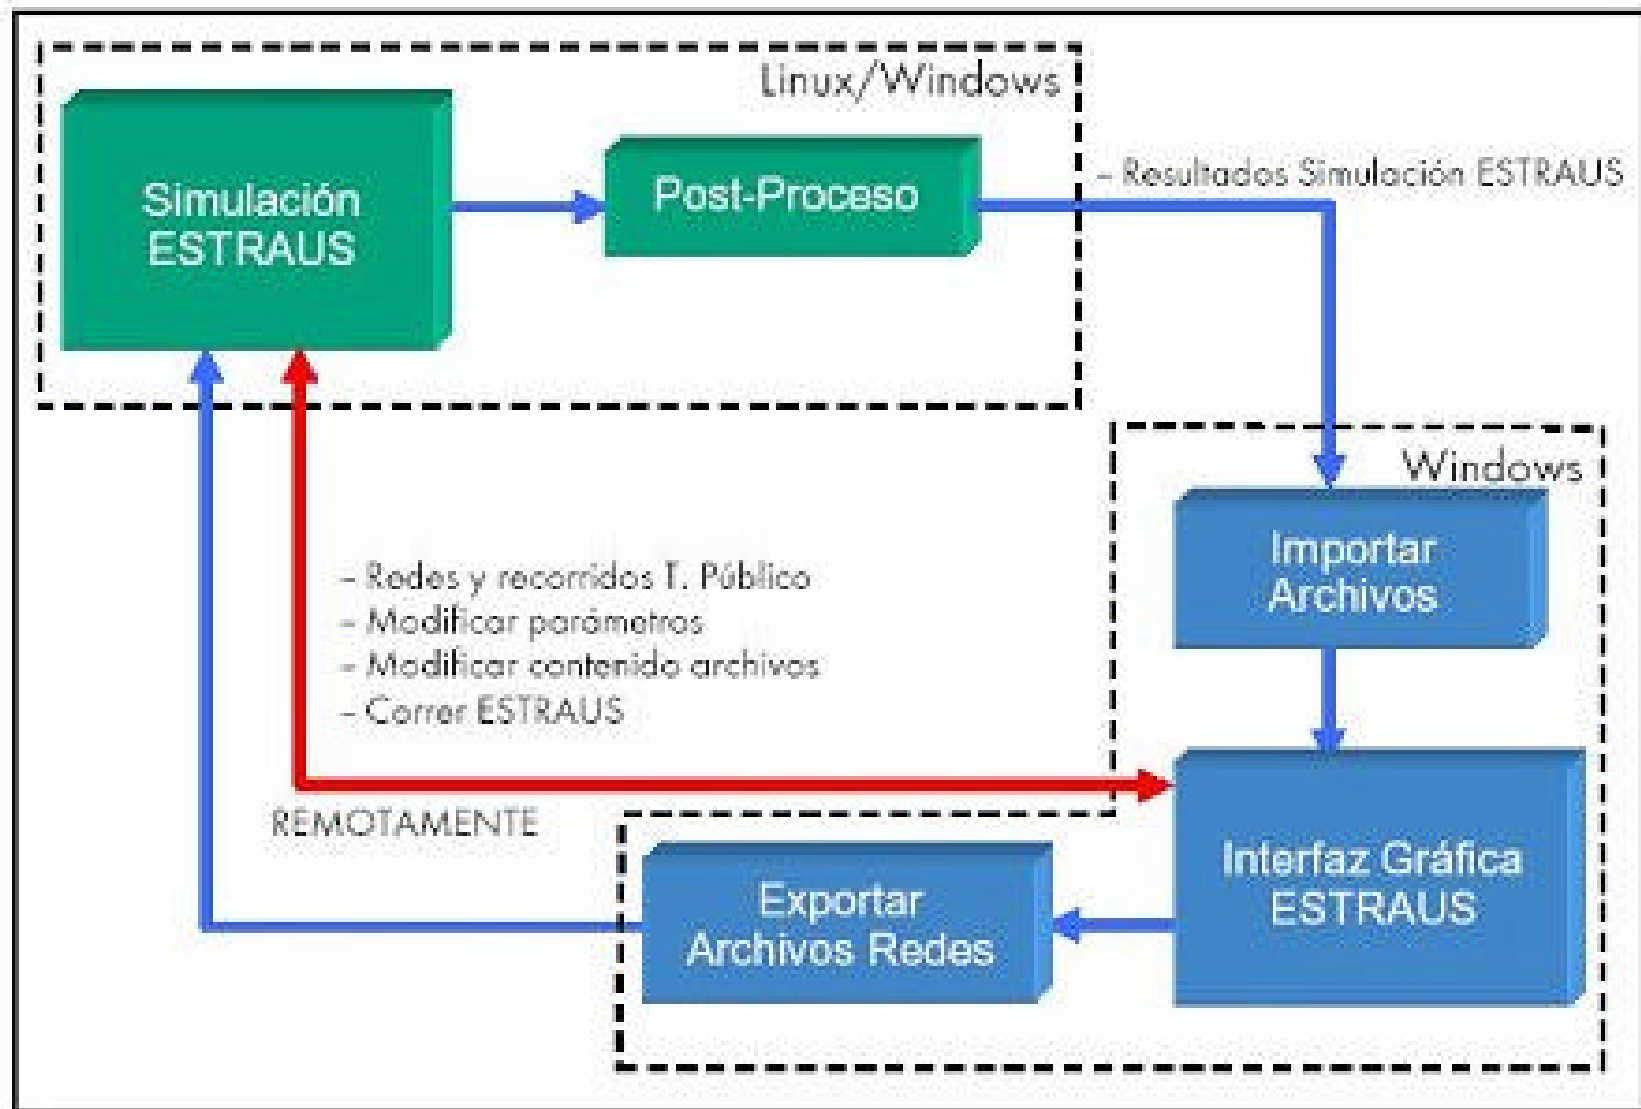 Linux/Windows
Simulación
ESTRAUS
Post-Proceso
– Resultados Simulación ESTRAUS
Windows
Importar
Archivos
– Redes y recorridos T. Público
– Modificar parámetros
– Modificar contenido archivos
– Correr ESTRAUS
REMOTAMENTE
Interfaz Gráfica
ESTRAUS
Exportar
Archivos Redes